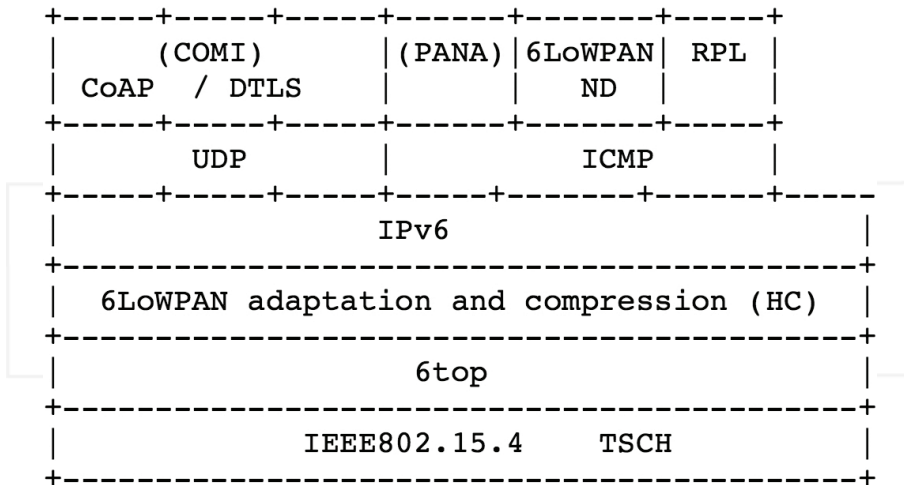 +-----+-----+-----+------+-------+-----+
|     (COMI)      |(PANA)|6LoWPAN|  RPL |
| CoAP  / DTLS    |      |   ND  |      |
+-----+-----+-----+------+-------+-----+
|       UDP       |          ICMP        |
+-----+-----+-----+-----+-------+------+-----
|                 IPv6                      |
+-------------------------------------------+
|  6LoWPAN adaptation and compression (HC)  |
+-------------------------------------------+
|                   6top                    |
+-------------------------------------------+
|             IEEE802.15.4    TSCH          |
+-------------------------------------------+